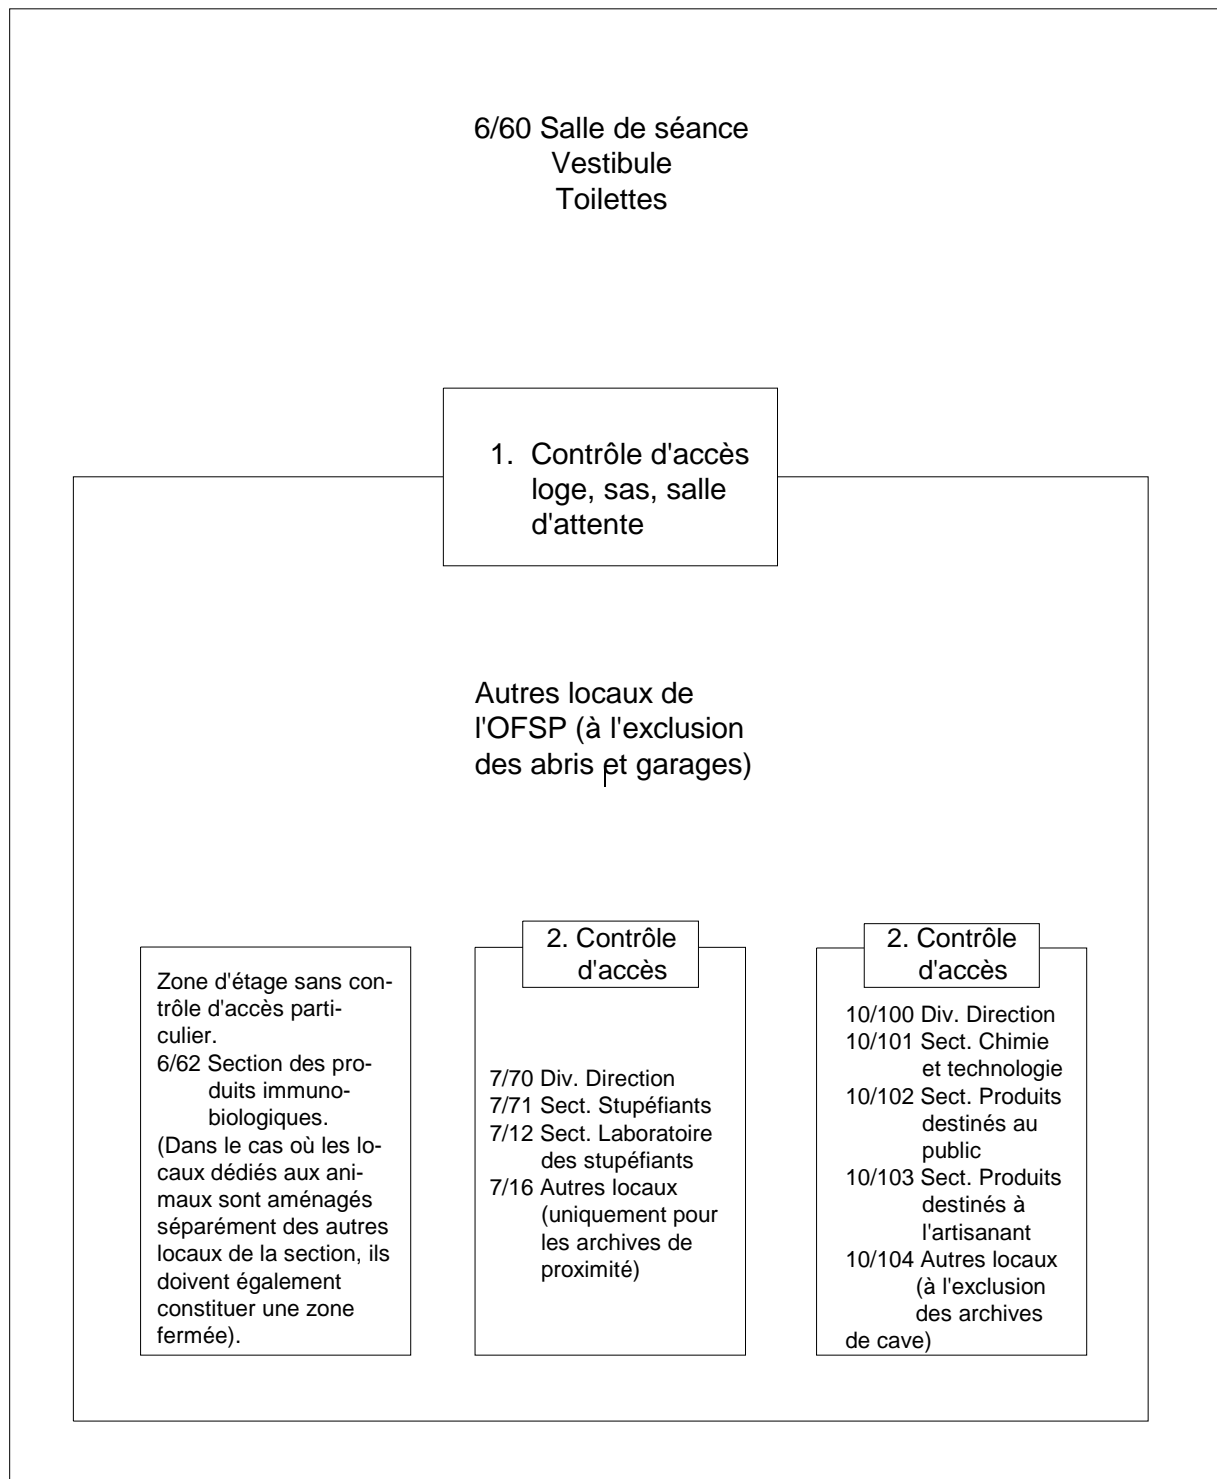 6/60 Salle de séance
Vestibule
Toilettes
1. Contrôle d'accès
loge, sas, salle
d'attente
Autres locaux de
l'OFSP (à l'exclusion
des abris et garages)
Zone d'étage sans con-
trôle d'accès parti-
culier.
6/62 Section des pro-
duits immuno-
biologiques.
(Dans le cas où les lo-
caux dédiés aux ani-
maux sont aménagés
séparément des autres
locaux de la section, ils
doivent également
constituer une zone
fermée).
2. Contrôle
d'accès
7/70 Div. Direction
7/71 Sect. Stupéfiants
7/12 Sect. Laboratoire
des stupéfiants
7/16 Autres locaux
(uniquement pour
les archives de
proximité)
2. Contrôle
d'accès
10/100 Div. Direction
10/101 Sect. Chimie
et technologie
10/102 Sect. Produits
destinés au
public
10/103 Sect. Produits
destinés à
l'artisanant
10/104 Autres locaux
(à l'exclusion
des archives
de cave)